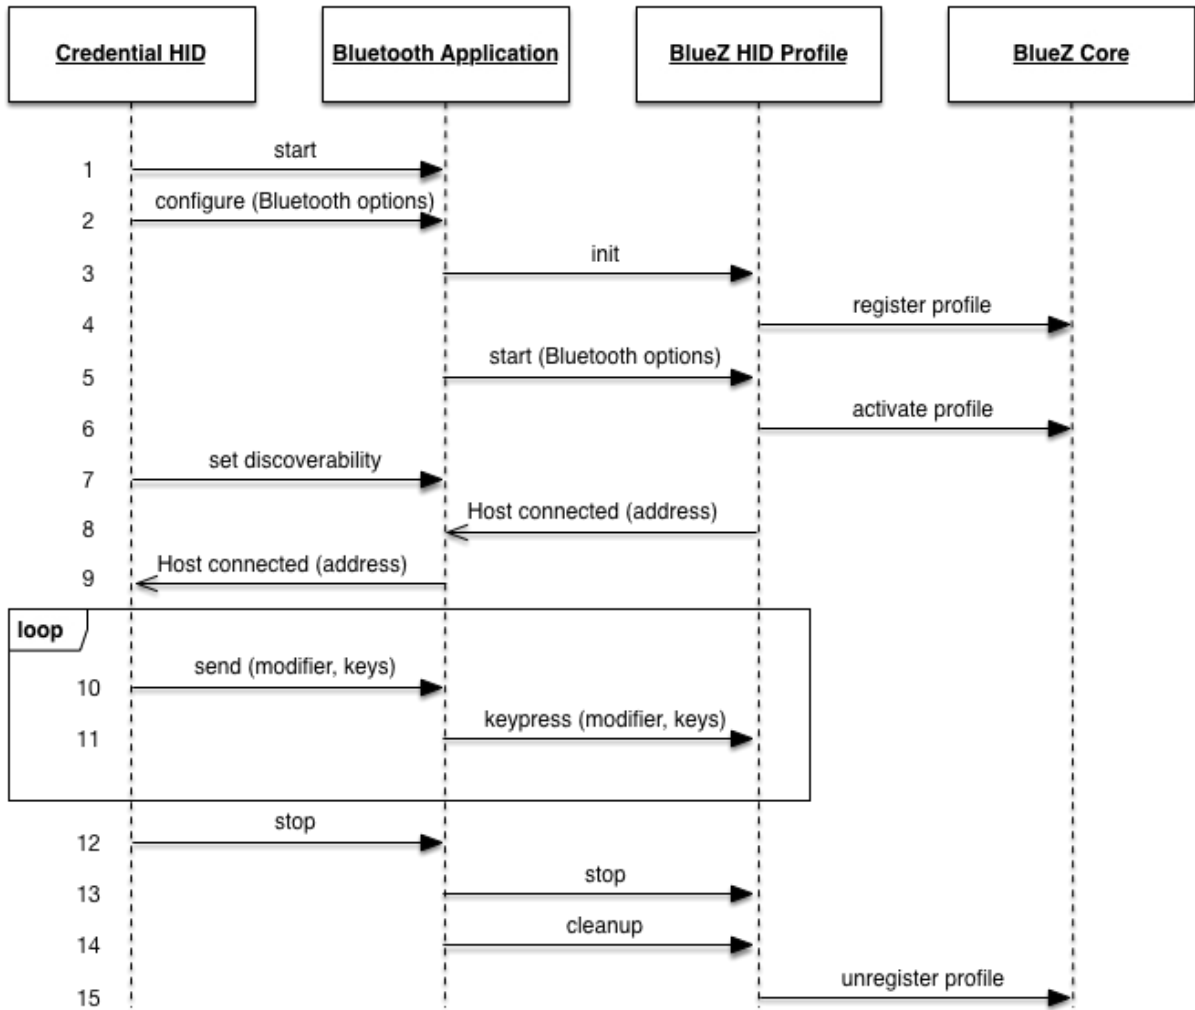 Credential HID
Bluetooth Application
BlueZ HID Profile
BlueZ Core
1
start
2
configure (Bluetooth options)
3
init
4
register profile
5
start (Bluetooth options)
6
activate profile
7
set discoverability
8
Host connected (address)
9
Host connected (address)
loop
10
send (modifier, keys)
11
keypress (modifier, keys)
12
stop
13
stop
14
cleanup
15
unregister profile